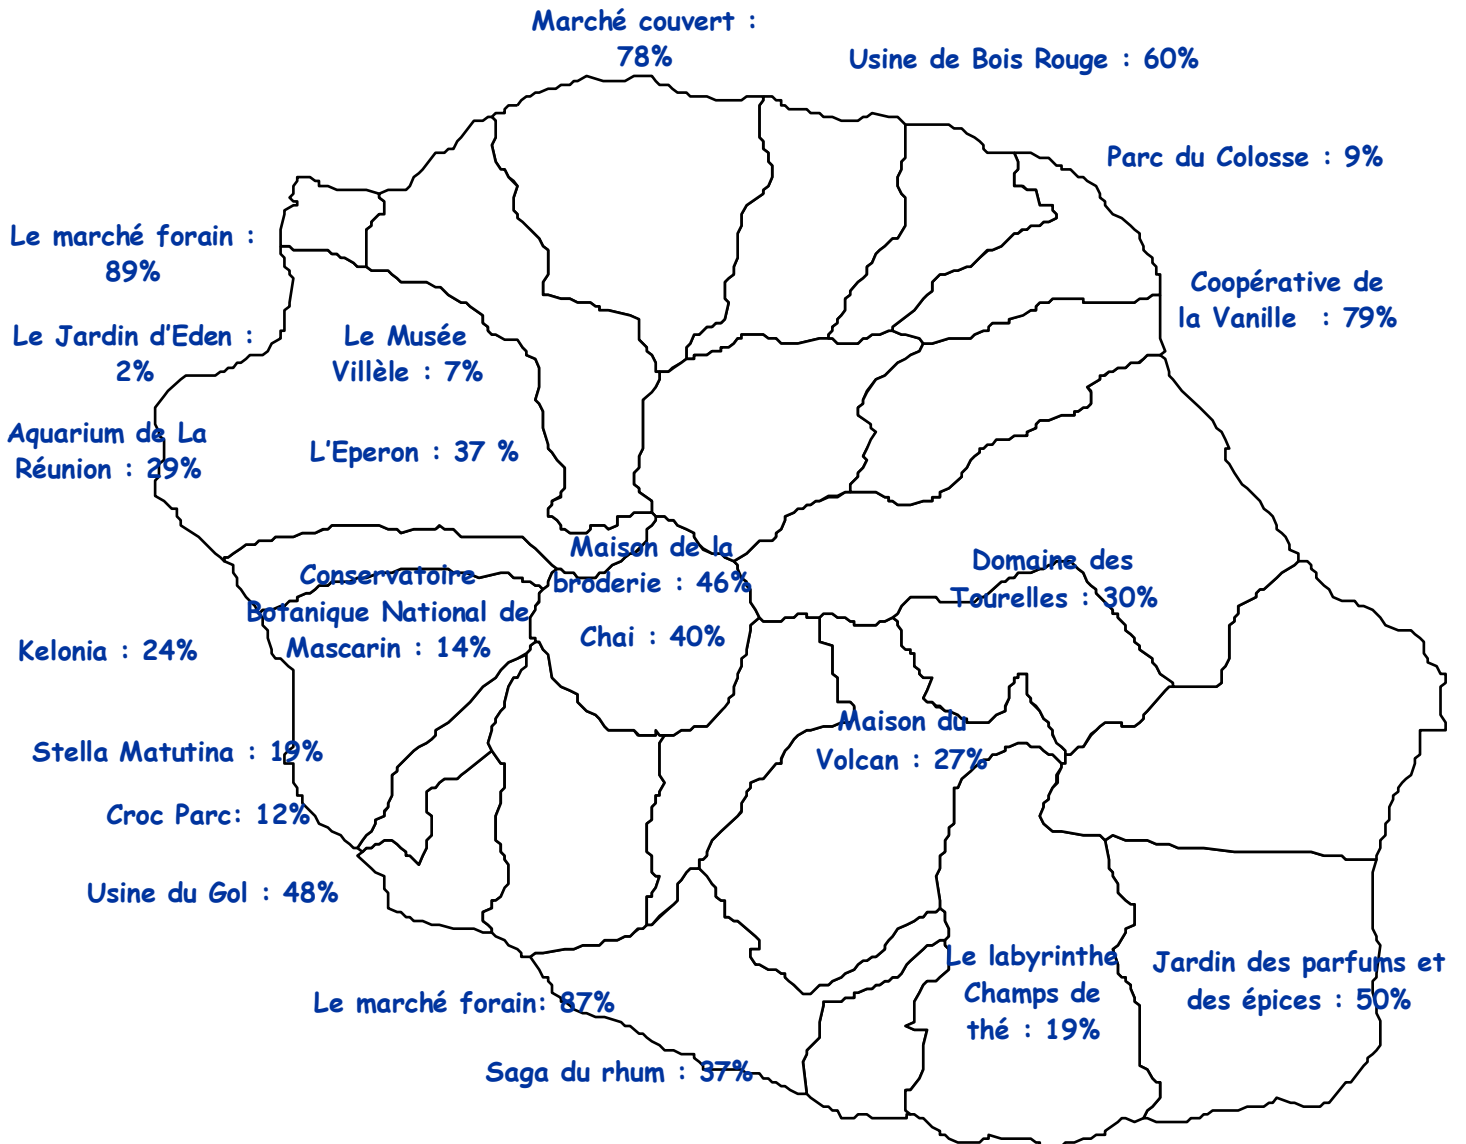 Marché couvert :
78%
Usine de Bois Rouge : 60%
Parc du Colosse : 9%
Le marché forain :
89%
Coopérative de
la Vanille : 79%
Le Jardin d'Eden :
2%
Le Musée
Villèle : 7%
Aquarium de La
Réunion : 29%
L'Eperon : 37 %
Maison de la
broderie : 46%
Domaine des
Tourelles : 30%
Conservatoire
Botanique National de
Mascarin : 14%
Chai : 40%
Kelonia : 24%
Maison du
Volcan : 27%
Stella Matutina : 19%
Croc Parc: 12%
Usine du Gol : 48%
Le labyrinthe
Champs de
thé : 19%
Jardin des parfums et
des épices : 50%
Le marché forain: 87%
Saga du rhum : 37%